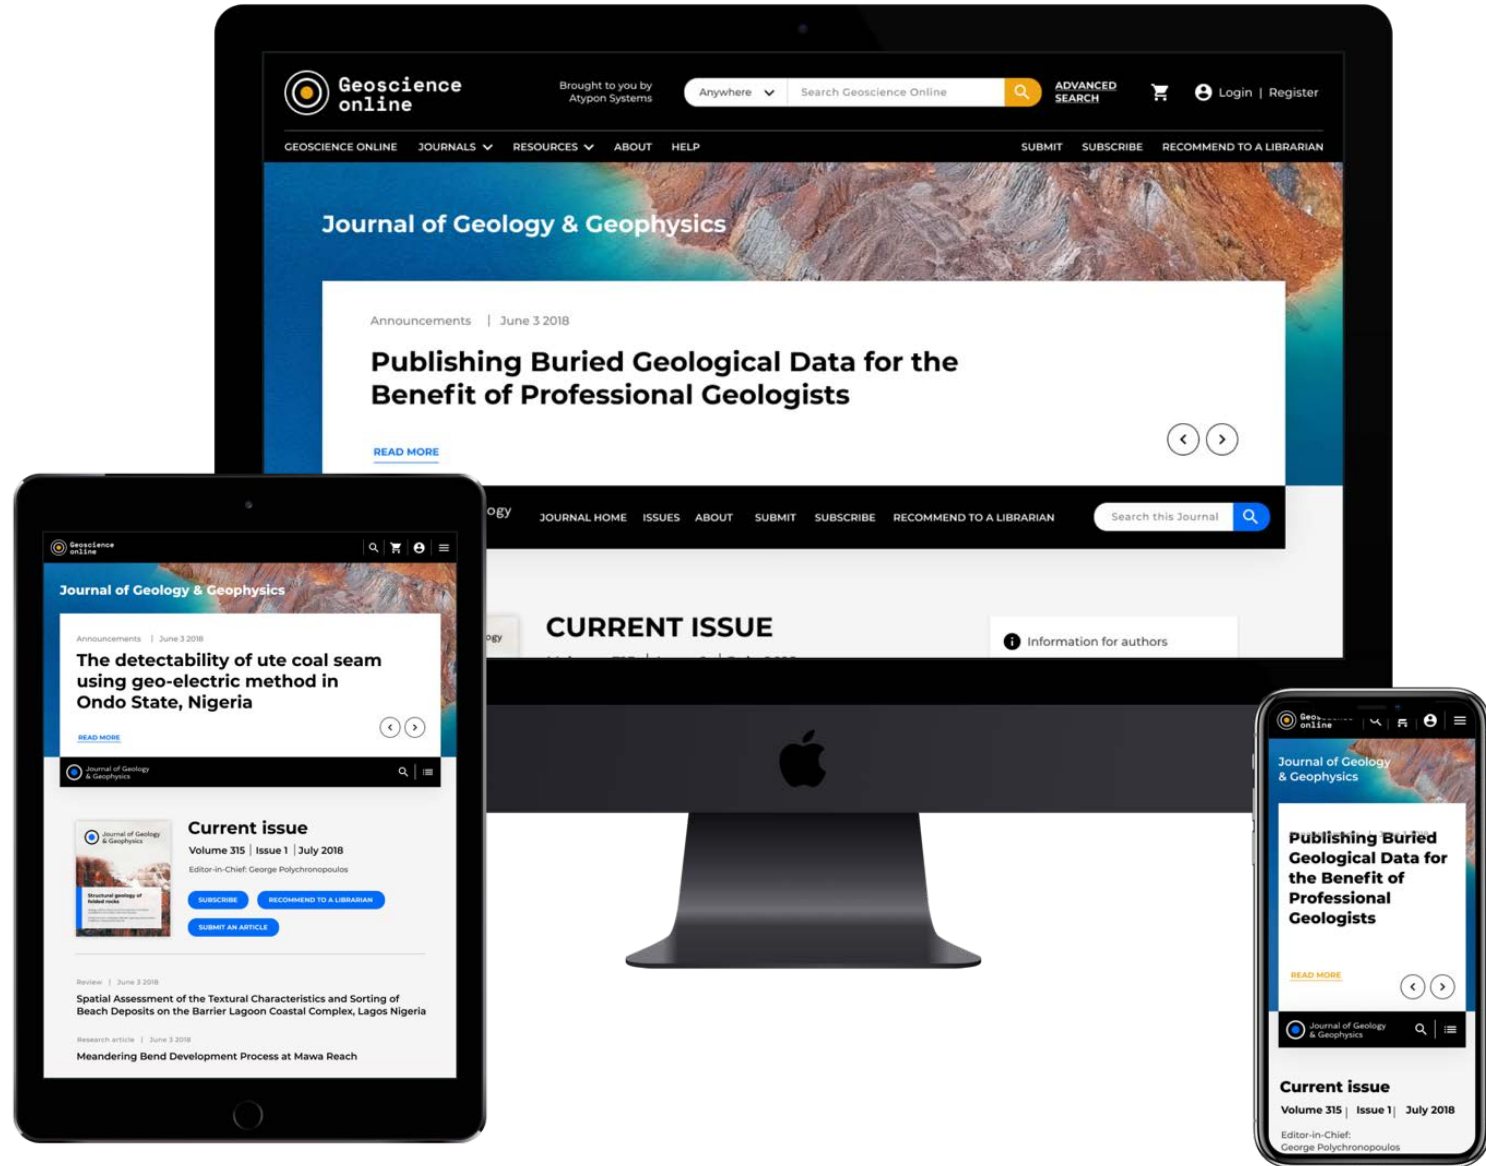 Geoscience
online
Brought to you by
Atypon Systems
Anywhere
Search Geoscience Online
ADVANCED
SEARCH
Login | Register
GEOSCIENCE ONLINE JOURNALS RESOURCES ABOUT HELP
SUBMIT SUBSCRIBE RECOMMEND TO A LIBRARIAN
Journal of Geology & Geophysics
Announcements | June 3 2018
Publishing Buried Geological Data for the
Benefit of Professional Geologists
READ MORE
ogy JOURNAL HOME ISSUES ABOUT SUBMIT SUBSCRIBE RECOMMEND TO A LIBRARIAN
Search this Journal
ogy
CURRENT ISSUE
Information for authors
Geoscience
online
Journal of Geology & Geophysics
Announcements | June 3 2018
The detectability of ute coal seam
using geo-electric method in
Ondo State, Nigeria
READ MORE
Journal of Geology
& Geophysics
Journal of Geology
& Geophysics
Structural geology of
folded rocks
Current issue
Volume 315 | Issue 1 | July 2018
Editor-in-Chief: George Polychronopoulos
SUBSCRIBE
RECOMMEND TO A LIBRARIAN
SUBMIT AN ARTICLE
Review | June 3 2018
Spatial Assessment of the Textural Characteristics and Sorting of
Beach Deposits on the Barrier Lagoon Coastal Complex, Lagos Nigeria
Research article | June 3 2018
Meandering Bend Development Process at Mawa Reach
online
Journal of Geology
& Geophysics
Publishing Buried
Geological Data for
the Benefit of
Professional
Geologists
READ MORE
Journal of Geology
& Geophysics
Current issue
Volume 315 | Issue 1 | July 2018
Editor-in-Chief:
George Polychronopoulos